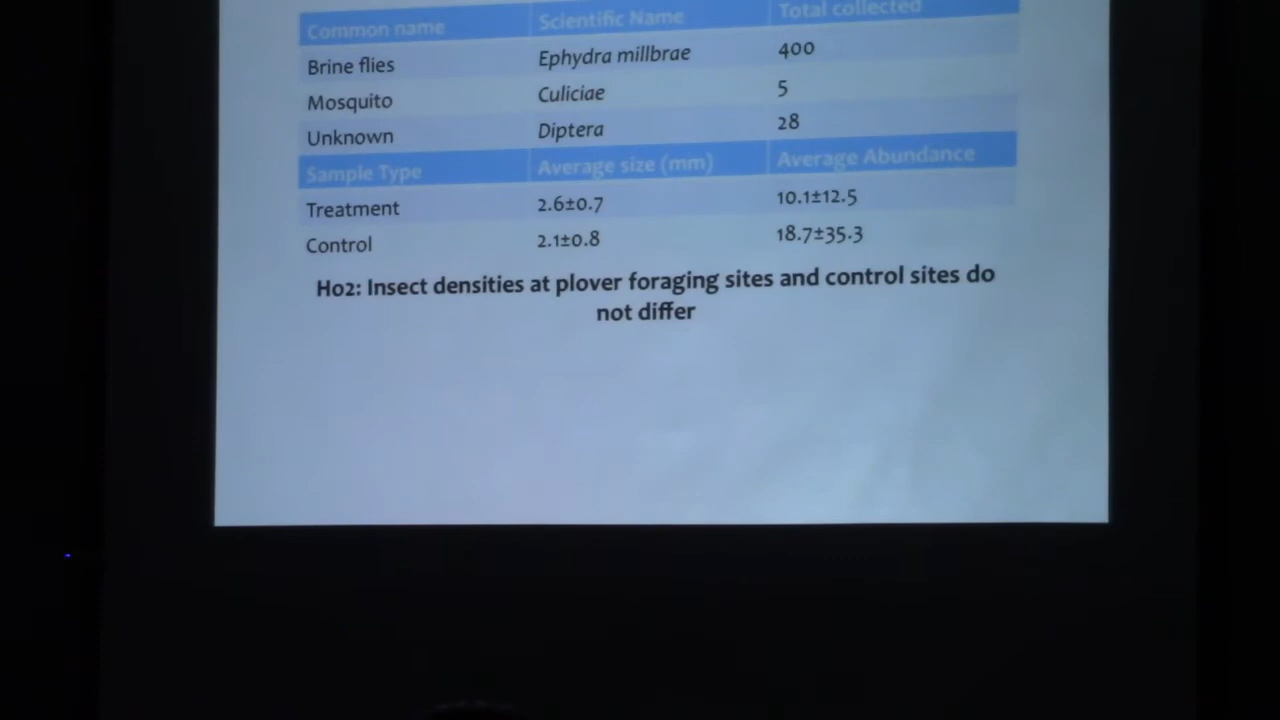 Common name Scientific Name Total collected
Brine flies Ephydra millbrae 400
Mosquito Culiciae 5
Unknown Diptera 28
Sample Type Average size (mm) Average Abundance
Treatment 2.6±0.7 10.1±12.5
Control 2.1±0.8 18.7±35.3
Ho2: Insect densities at plover foraging sites and control sites do
not differ